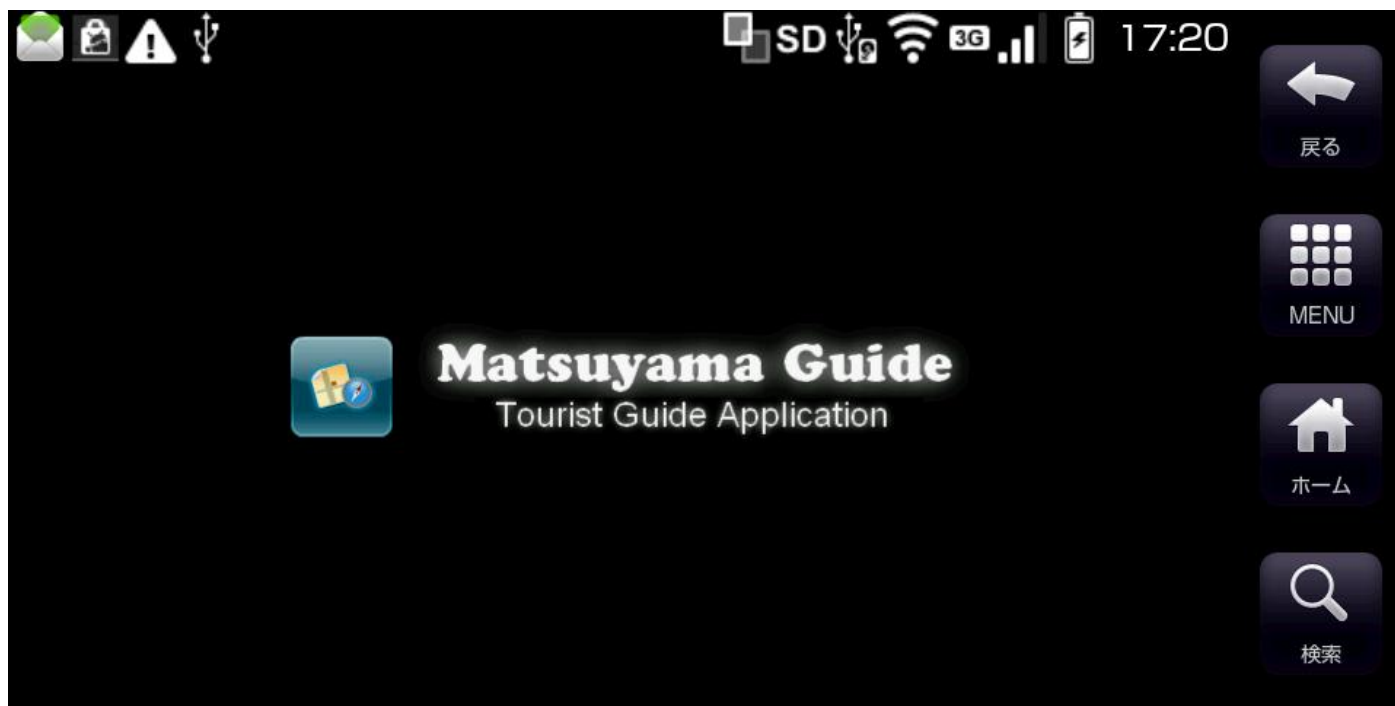 SD 3G 17:20
戻る
MENU
Matsuyama Guide
Tourist Guide Application
ホーム
検索